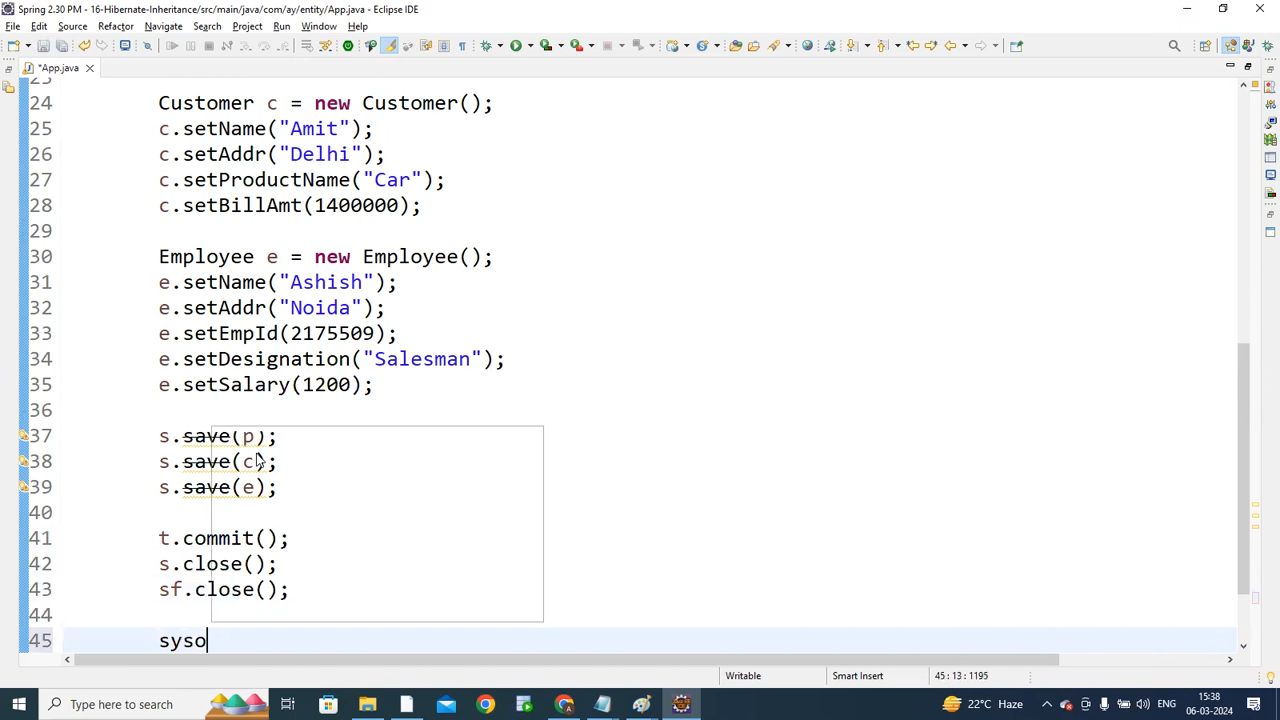 Spring 2.30 PM - 16-Hibernate-Inheritance/src/main/java/com/ay/entity/App.java - Eclipse IDE
File Edit Source Refactor Navigate Search Project Run Window Help
*App.java
23
24 Customer c = new Customer();
25 c.setName("Amit");
26 c.setAddr("Delhi");
27 c.setProductName("Car");
28 c.setBillAmt(1400000);
29
30 Employee e = new Employee();
31 e.setName("Ashish");
32 e.setAddr("Noida");
33 e.setEmpId(2175509);
34 e.setDesignation("Salesman");
35 e.setSalary(1200);
36
37 s.save(p);
38 s.save(c);
39 s.save(e);
40
41 t.commit();
42 s.close();
43 sf.close();
44
45 syso
Writable Smart Insert 45 : 13 : 1195
Type here to search 22°C Haze ENG 15:38
06-03-2024